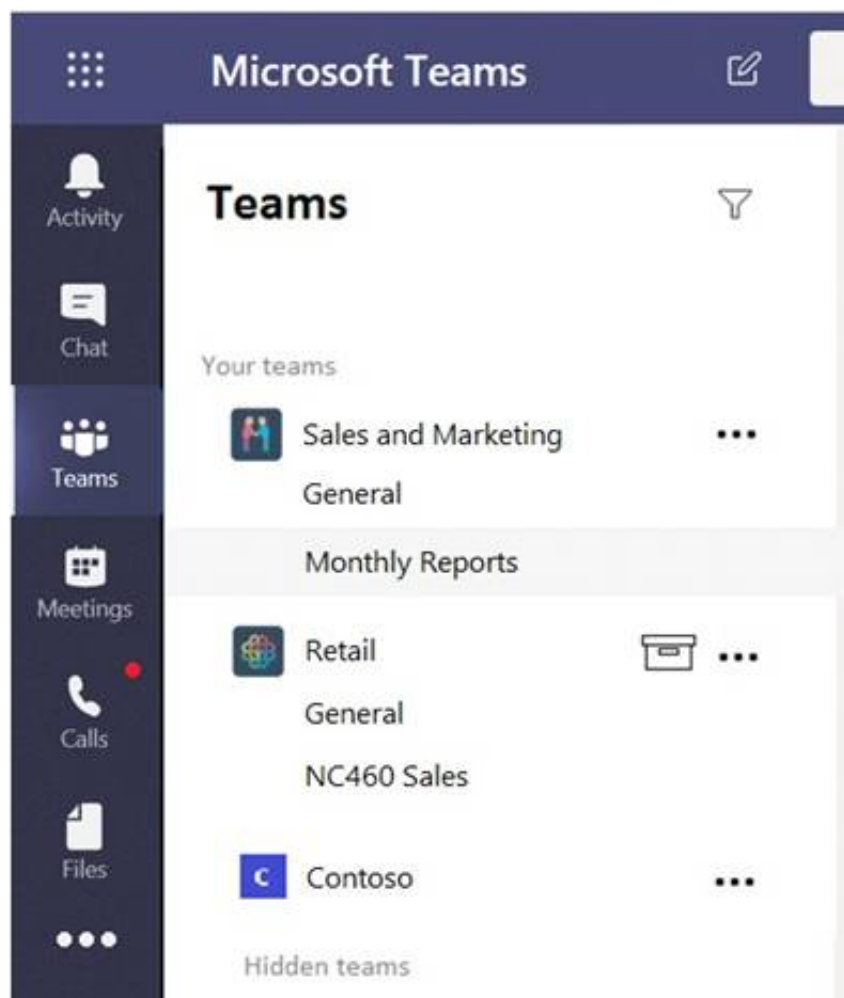 Microsoft Teams
Activity
Chat
Teams
Meetings
Calls
Files
Teams
Your teams
Sales and Marketing
General
Monthly Reports
Retail
General
NC460 Sales
C Contoso
Hidden teams